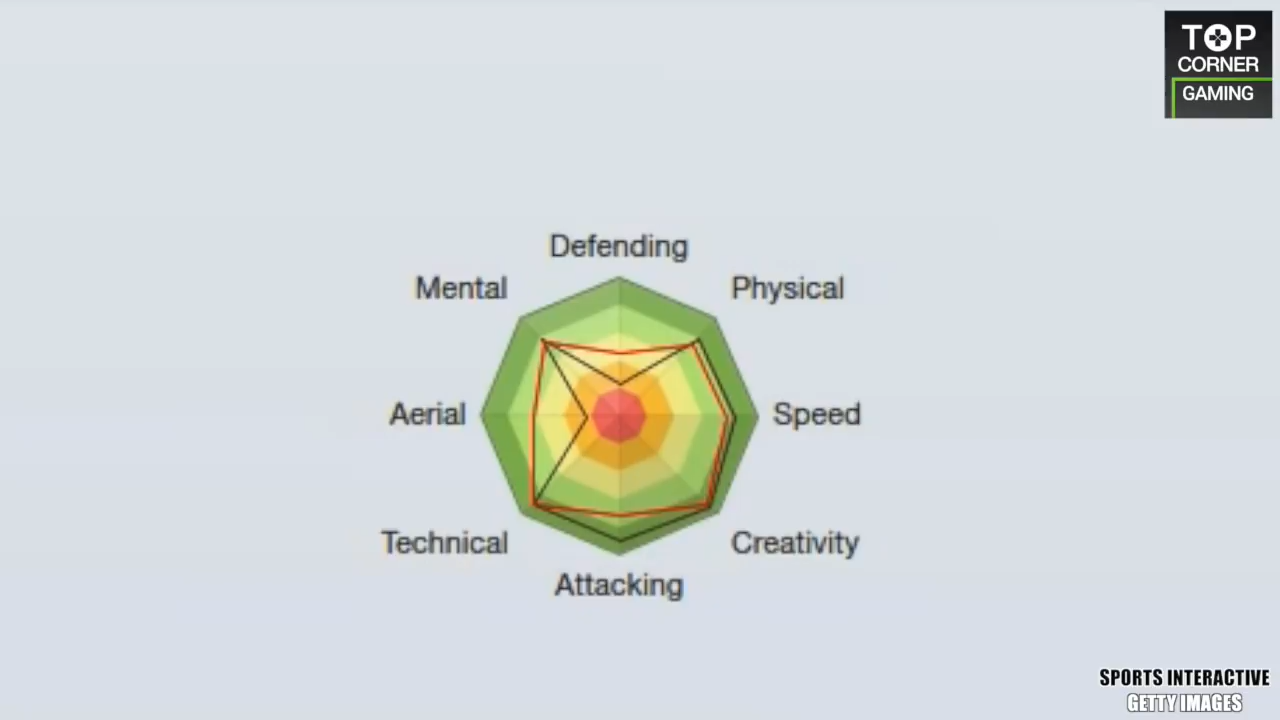 TOP
CORNER
GAMING
Defending
Mental
Physical
Aerial
Speed
Technical
Creativity
Attacking
SPORTS INTERACTIVE
GETTY IMAGES